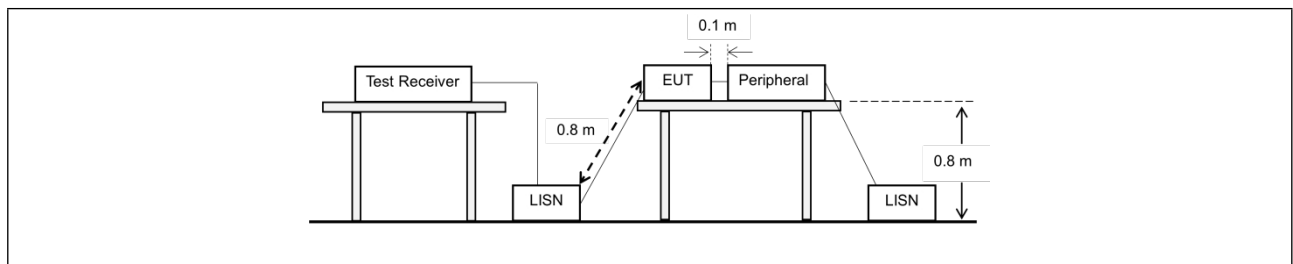 0.1 m
Test Receiver
EUT
Peripheral
0.8 m
0.8 m
LISN
LISN